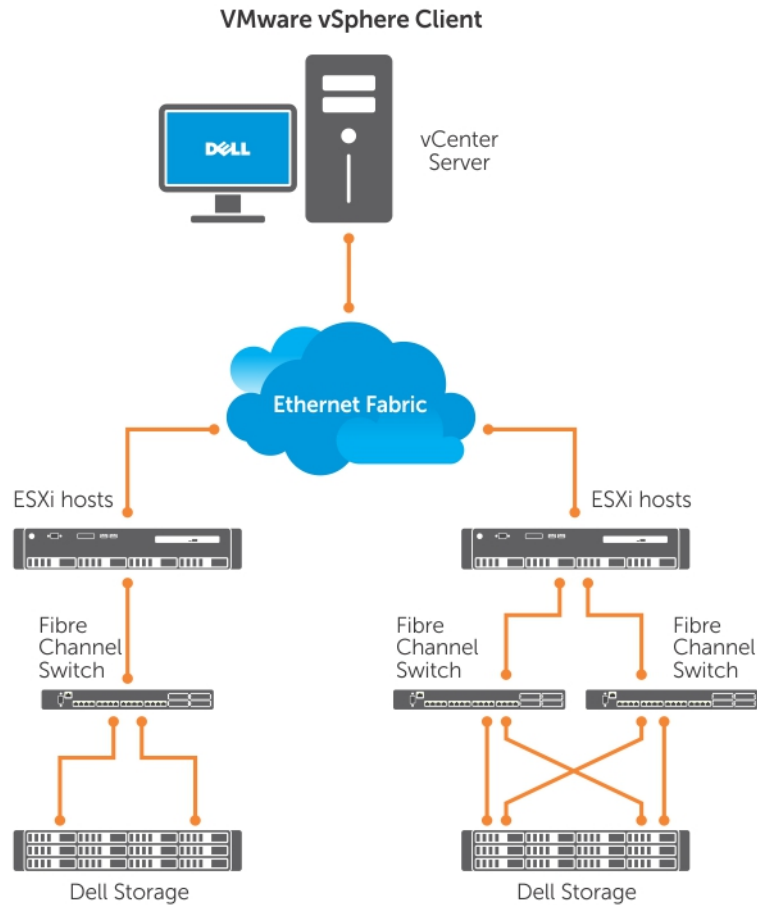 VMware vSphere Client
DELL
vCenter
Server
Ethernet Fabric
ESXi hosts
ESXi hosts
Fibre
Channel
Switch
Fibre
Channel
Switch
Fibre
Channel
Switch
Dell Storage
Dell Storage